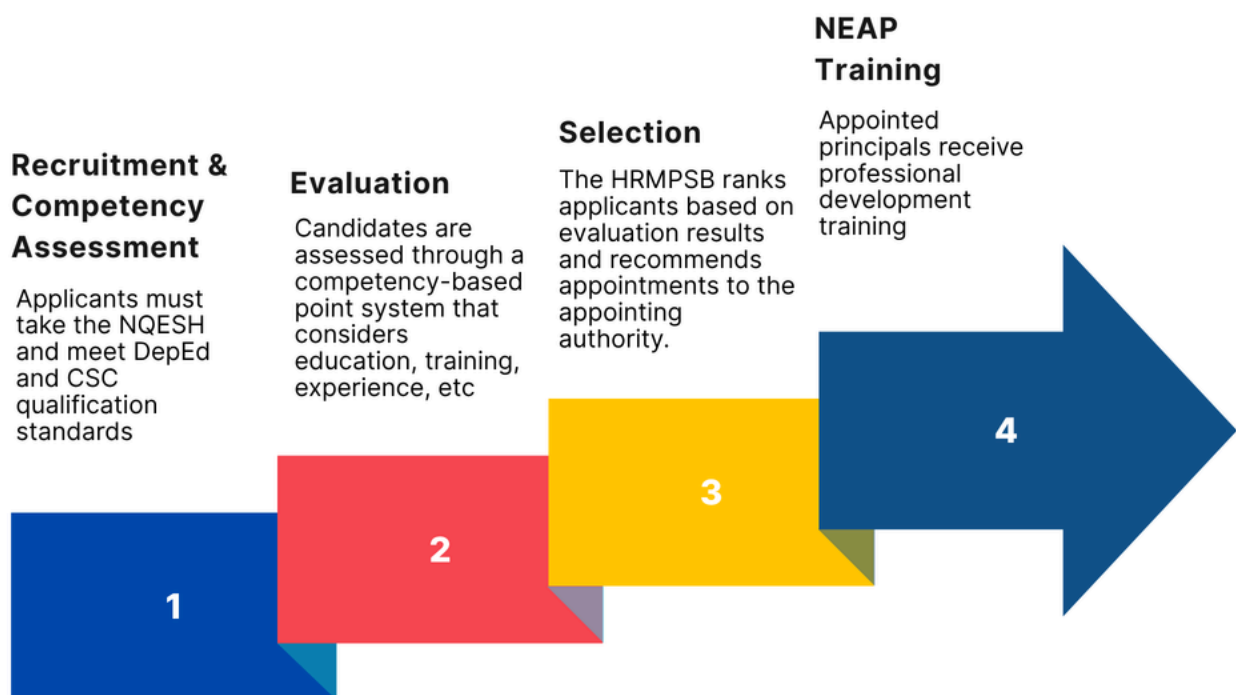 Recruitment &
Competency
Assessment
Applicants must
take the NQESH
and meet DepEd
and CSC
qualification
standards
1
Evaluation
Candidates are
assessed through a
competency-based
point system that
considers
education, training,
experience, etc
2
Selection
The HRMPSB ranks
applicants based on
evaluation results
and recommends
appointments to the
appointing
authority.
3
NEAP
Training
Appointed
principals receive
professional
development
training
4